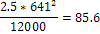 2.5 * 641² / 12000 = 85.6